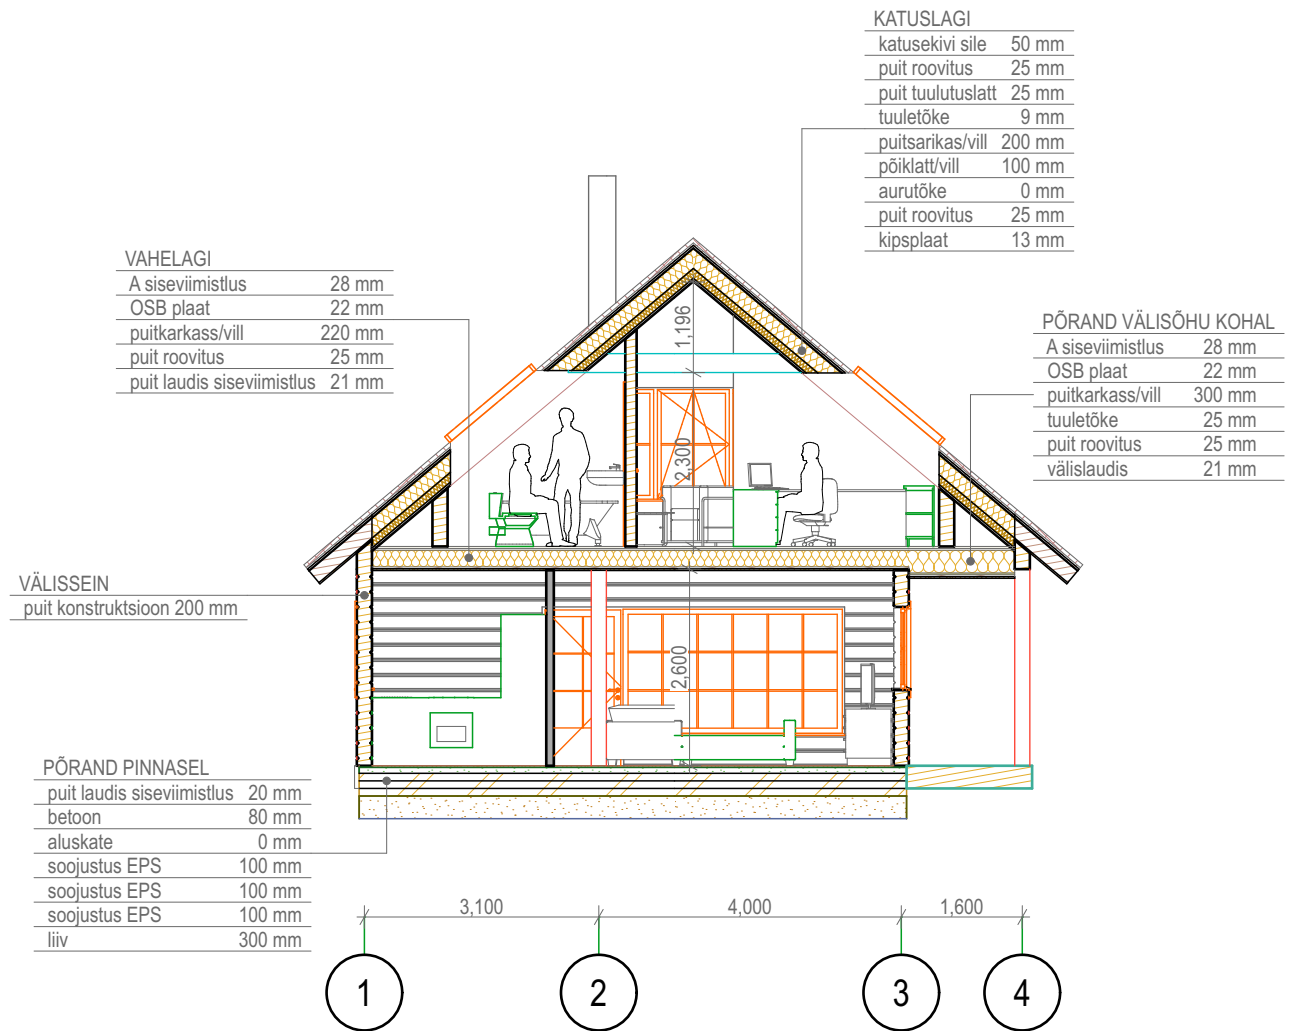 KATUSLAGI
katusekivi sile 50 mm
puit roovitus 25 mm
puit tuulutuslatt 25 mm
tuuletõke 9 mm
puitsarikas/vill 200 mm
põiklatt/vill 100 mm
aurutõke 0 mm
puit roovitus 25 mm
kipsplaat 13 mm
VAHELAGI
A siseviimistlus 28 mm
OSB plaat 22 mm
puitkarkass/vill 220 mm
puit roovitus 25 mm
puit laudis siseviimistlus 21 mm
PÕRAND VÄLISÕHU KOHAL
A siseviimistlus 28 mm
OSB plaat 22 mm
puitkarkass/vill 300 mm
tuuletõke 25 mm
puit roovitus 25 mm
välislaudis 21 mm
1,196
2,300
2,600
VÄLISSEIN
puit konstruktsioon 200 mm
PÕRAND PINNASEL
puit laudis siseviimistlus 20 mm
betoon 80 mm
aluskate 0 mm
soojustus EPS 100 mm
soojustus EPS 100 mm
soojustus EPS 100 mm
liiv 300 mm
3,100 4,000 1,600
1 2 3 4